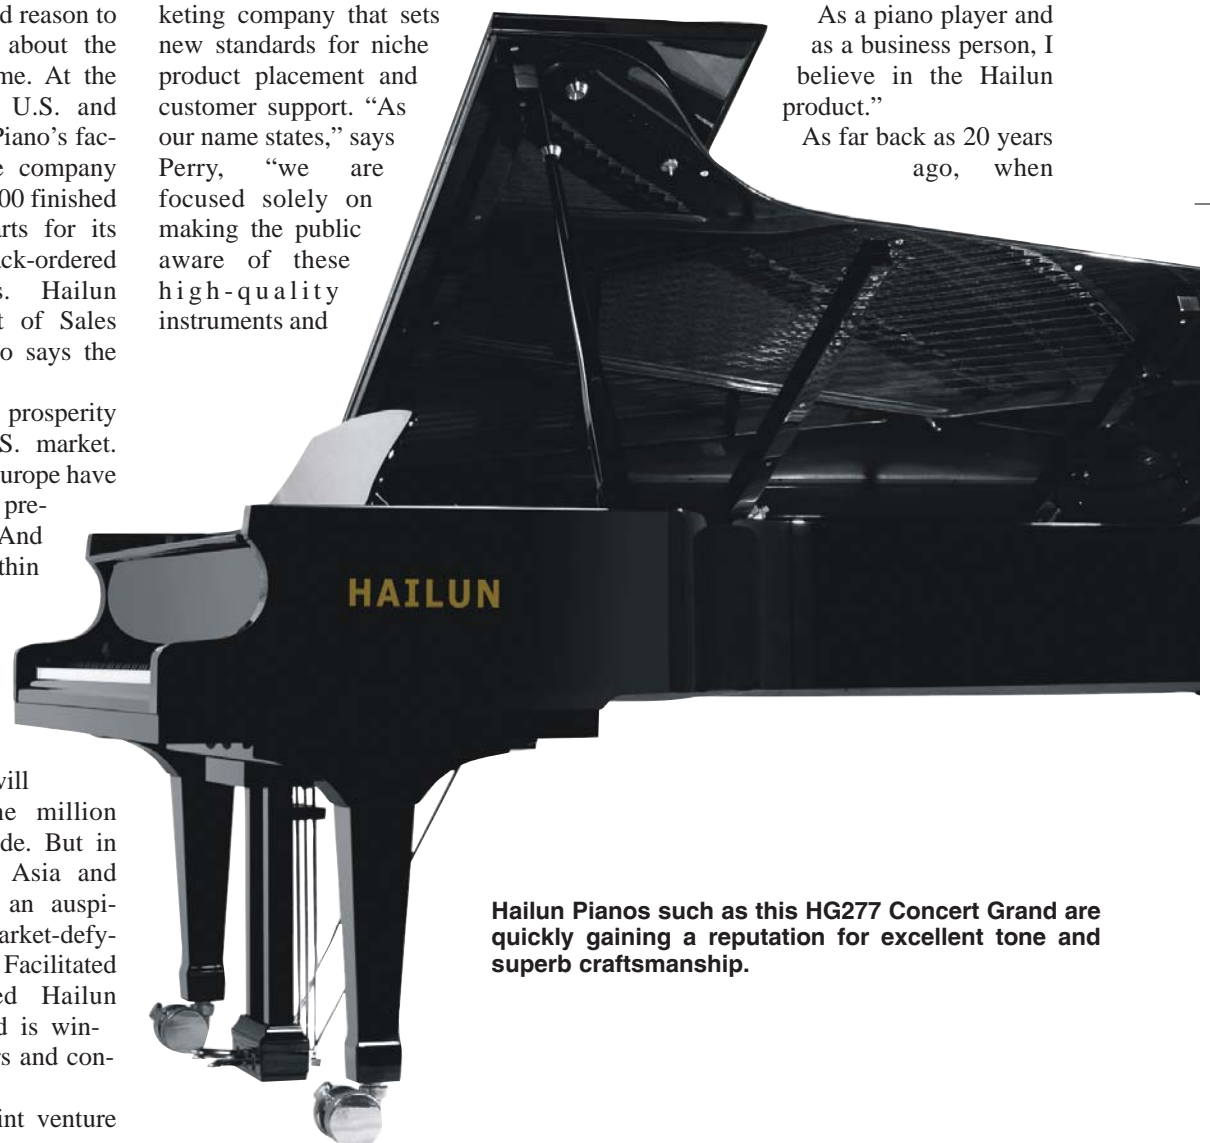 d reason to
about the
me. At the
U.S. and
Piano's fac-
e company
00 finished
rts for its
ck-ordered
s. Hailun
t of Sales
o says the
prosperity
S. market.
urope have
pre-
And
thin
will
ne million
de. But in
Asia and
an auspi-
arket-defy-
Facilitated
ed Hailun
d is win-
rs and con-
int venture
keting company that sets
new standards for niche
product placement and
customer support. “As
our name states,” says
Perry, “we are
focused solely on
making the public
aware of these
high-quality
instruments and
As a piano player and
as a business person, I
believe in the Hailun
product.”
As far back as 20 years
ago, when
HAILUN
Hailun Pianos such as this HG277 Concert Grand are
quickly gaining a reputation for excellent tone and
superb craftsmanship.